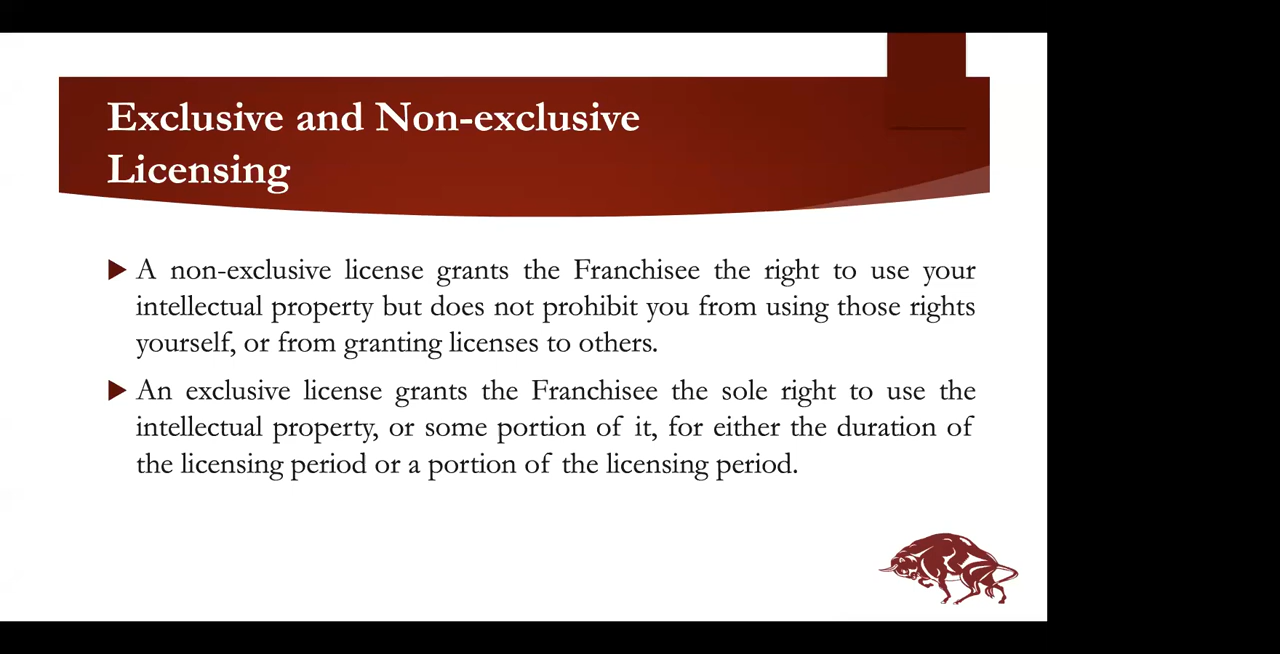 Exclusive and Non-exclusive
Licensing
A non-exclusive license grants the Franchisee the right to use your
intellectual property but does not prohibit you from using those rights
yourself, or from granting licenses to others.
An exclusive license grants the Franchisee the sole right to use the
intellectual property, or some portion of it, for either the duration of
the licensing period or a portion of the licensing period.